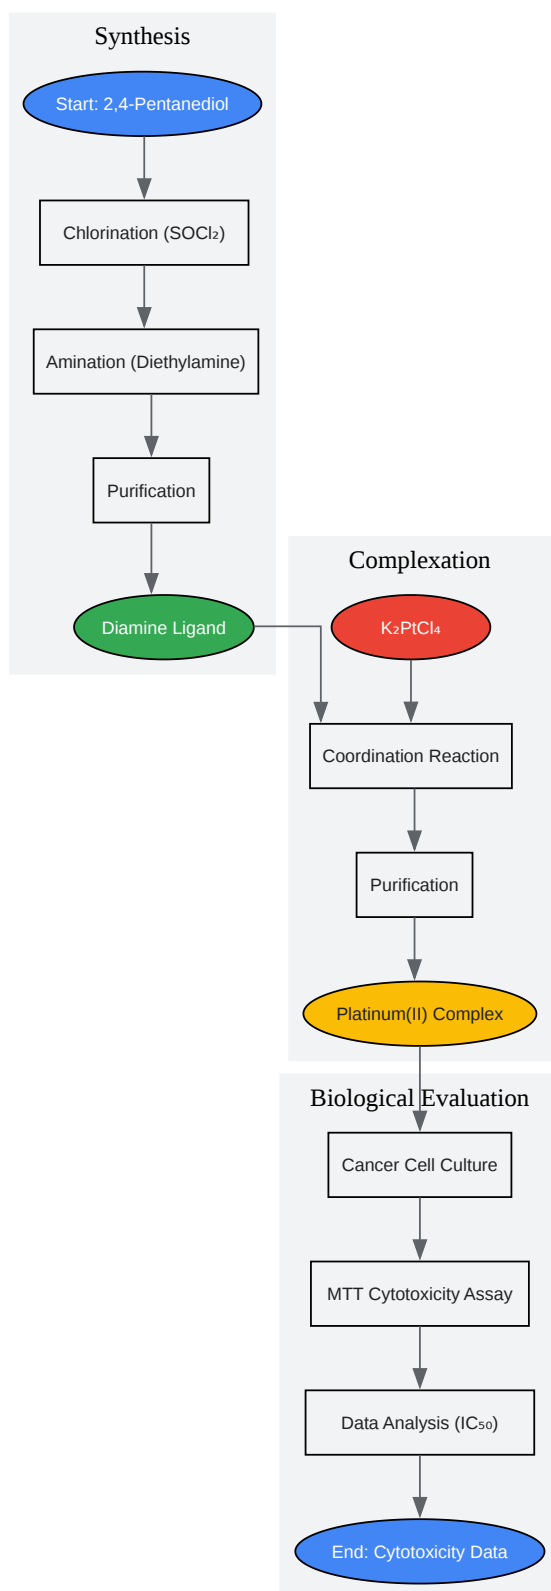 Synthesis
Start: 2,4-Pentanediol
Chlorination (SOCl₂)
Amination (Diethylamine)
Purification
Diamine Ligand
Complexation
K₂PtCl₄
Coordination Reaction
Purification
Platinum(II) Complex
Biological Evaluation
Cancer Cell Culture
MTT Cytotoxicity Assay
Data Analysis (IC₅₀)
End: Cytotoxicity Data